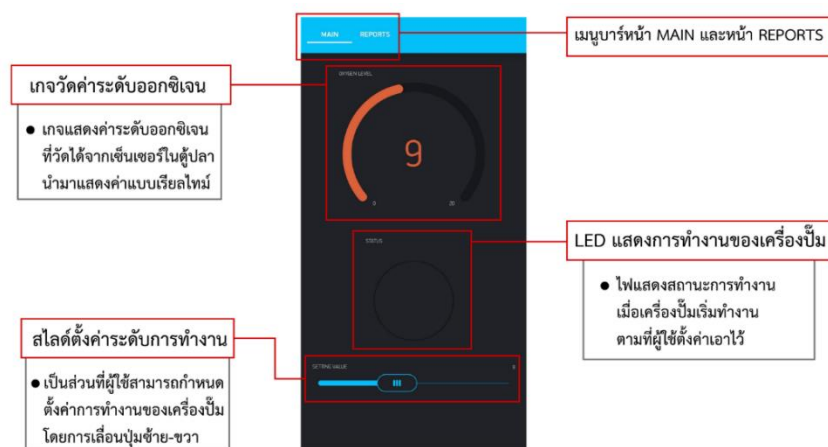 MAIN REPORTS
เมนูบาร์หน้า MAIN และหน้า REPORTS
เกจวัดค่าระดับออกซิเจน
● เกจแสดงค่าระดับออกซิเจน
ที่วัดได้จากเซ็นเซอร์ในตู้ปลา
นำมาแสดงค่าแบบเรียลไทม์
OXYGEN LEVEL
9
0
LED แสดงการทำงานของเครื่องปั๊ม
● ไฟแสดงสถานะการทำงาน
เมื่อเครื่องปั๊มเริ่มทำงาน
ตามที่ผู้ใช้ตั้งค่าเอาไว้
STATUS
สไลด์ตั้งค่าระดับการทำงาน
● เป็นส่วนที่ผู้ใช้สามารถกำหนด
ตั้งค่าการทำงานของเครื่องปั๊ม
โดยการเลื่อนปุ่มซ้าย-ขวา
SETTING VALUE